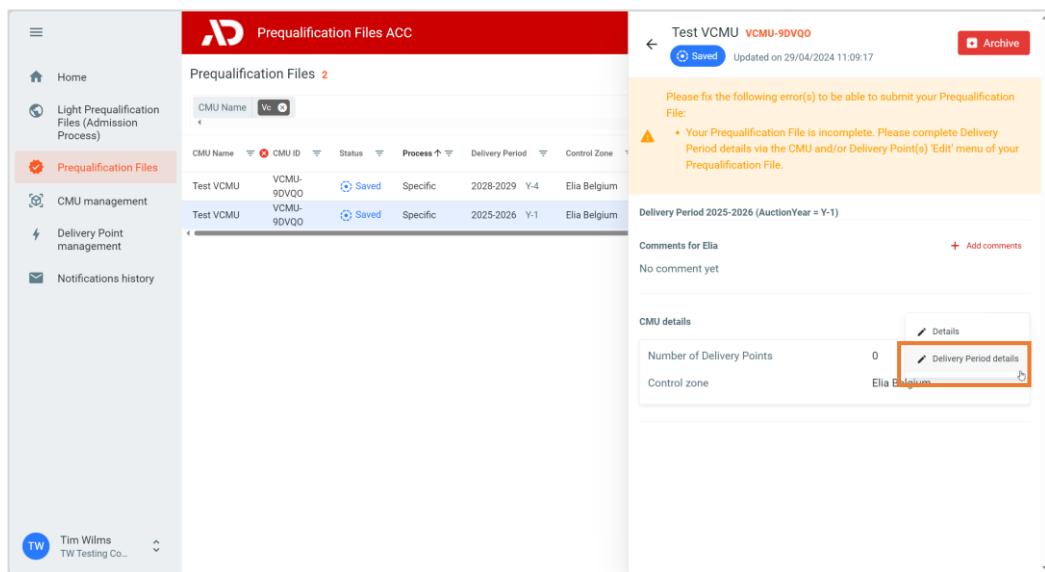 Prequalification Files ACC
Home
Light Prequalification
Files (Admission
Process)
Prequalification Files
CMU management
Delivery Point
management
Notifications history
TW
Tim Wilms
TW Testing Co...
Prequalification Files 2
CMU Name Vc
CMU Name CMU ID Status Process Delivery Period Control Zone
Test VCMU VCMU-
9DVQO Saved Specific 2028-2029 Y-4 Elia Belgium
Test VCMU VCMU-
9DVQO Saved Specific 2025-2026 Y-1 Elia Belgium
Test VCMU VCMU-9DVQO
Saved Updated on 29/04/2024 11:09:17
Archive
Please fix the following error(s) to be able to submit your Prequalification
File:
• Your Prequalification File is incomplete. Please complete Delivery
Period details via the CMU and/or Delivery Point(s) 'Edit' menu of your
Prequalification File.
Delivery Period 2025-2026 (AuctionYear = Y-1)
Comments for Elia
+ Add comments
No comment yet
CMU details
Details
Delivery Period details
Number of Delivery Points 0
Control zone Elia Belgium